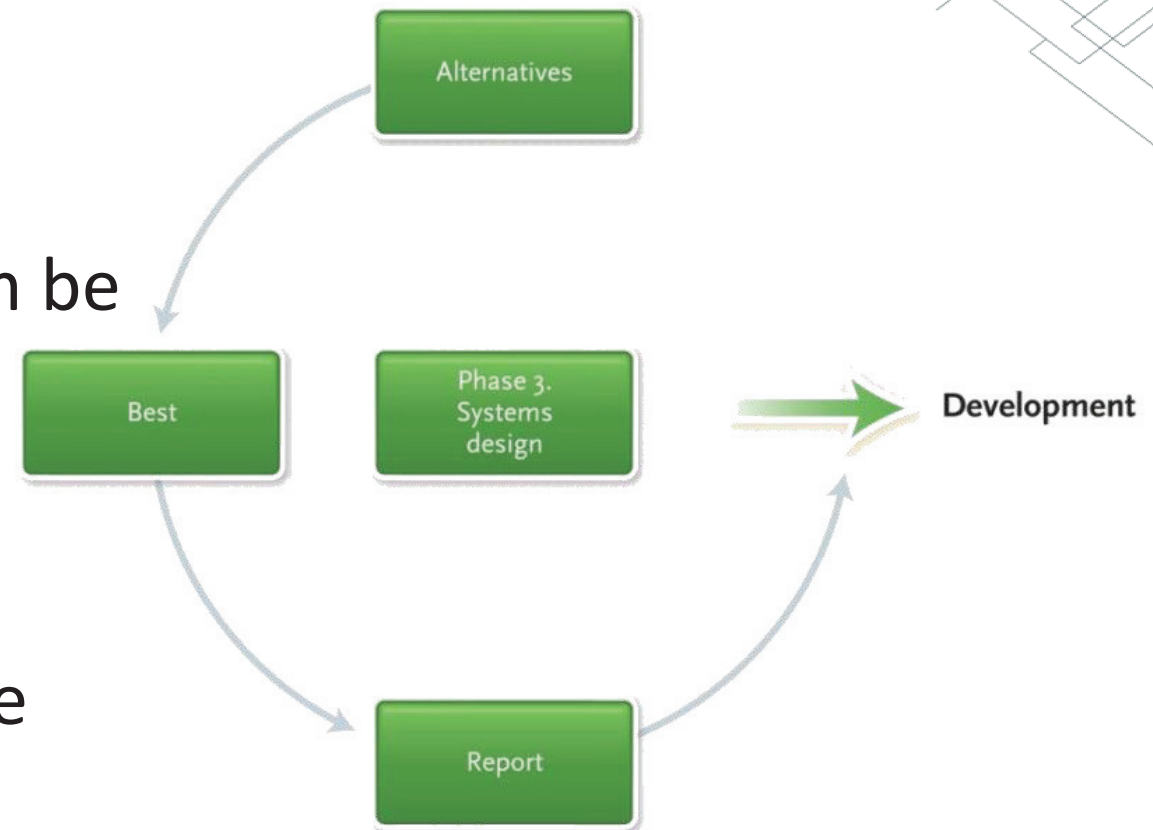 Alternatives
n be
Best
Phase 3.
Systems
design
Development
e
Report